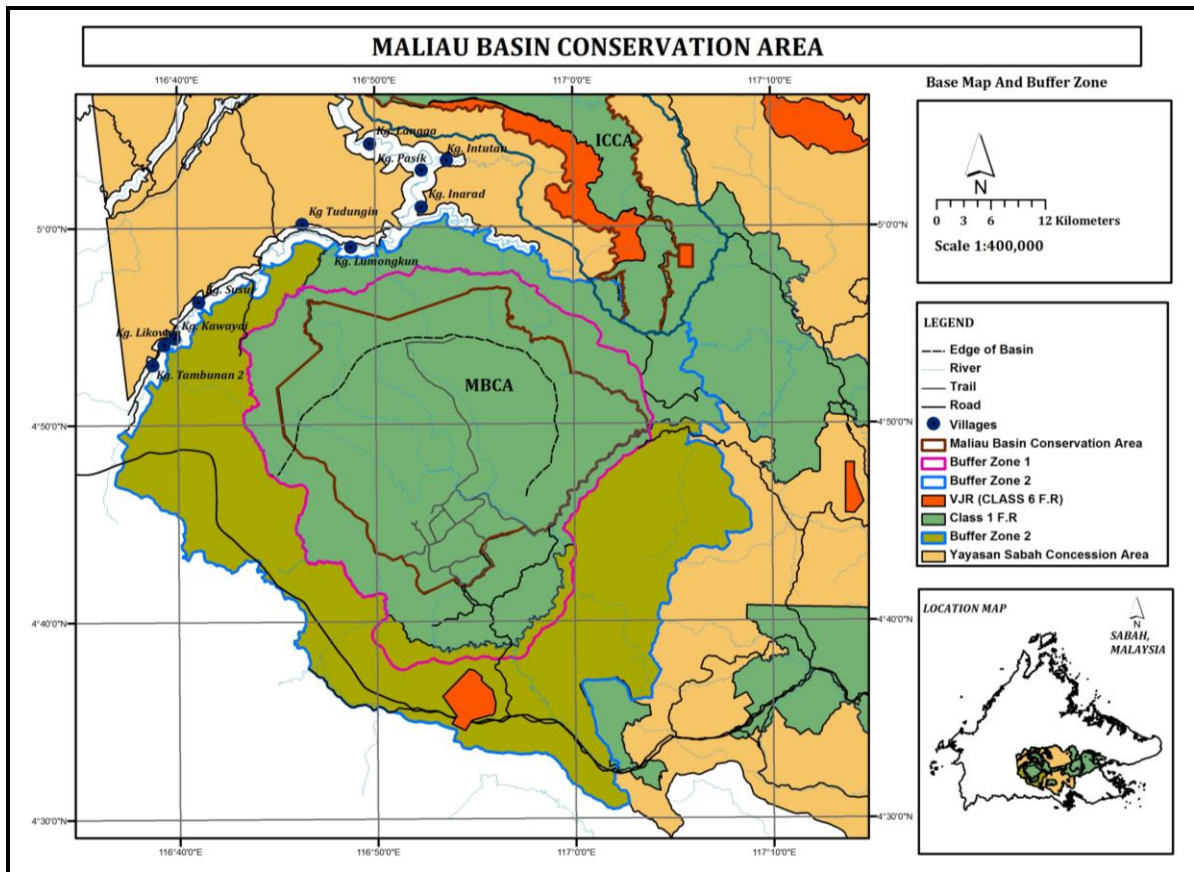 MALIAU BASIN CONSERVATION AREA
116°40'0"E
116°50'0"E
117°0'0"E
117°10'0"E
Base Map And Buffer Zone
N
0 3 6 12 Kilometers
Scale 1:400,000
Kg. Langga
Kg. Intutan
Kg. Pasik
ICCA
Kg. Inarad
Kg Tudungin
Kg. Lumongkun
5°0'0"N
5°0'0"N
Kg. Susup
Kg. Kawayai
Kg. Tambunan 2
MBCA
4°50'0"N
4°50'0"N
4°40'0"N
4°40'0"N
4°30'0"N
4°30'0"N
116°40'0"E
116°50'0"E
117°0'0"E
117°10'0"E
LEGEND
Edge of Basin
River
Trail
Road
Villages
Maliau Basin Conservation Area
Buffer Zone 1
Buffer Zone 2
VJR (CLASS 6 F.R)
Class 1 F.R
Buffer Zone 2
Yayasan Sabah Concession Area
LOCATION MAP
N
SABAH,
MALAYSIA